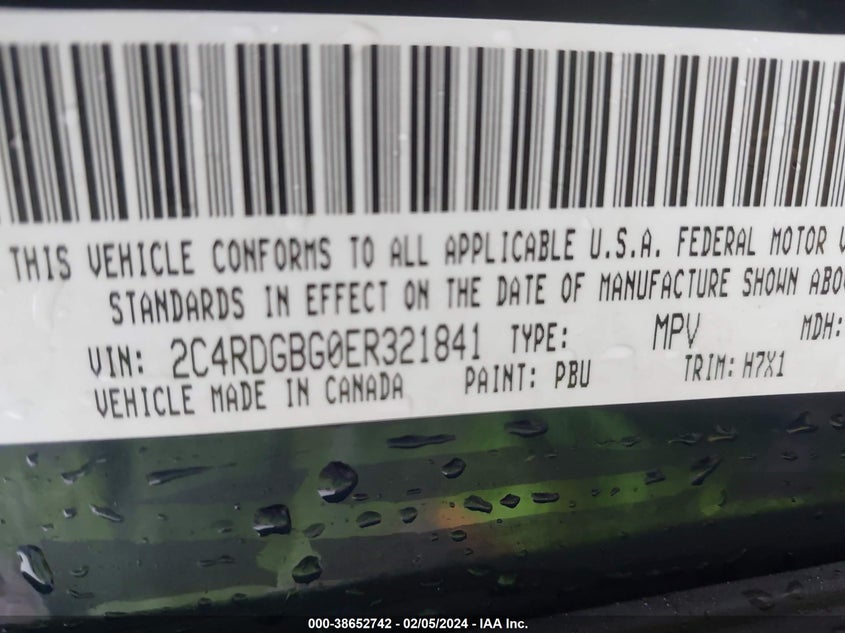 THIS VEHICLE CONFORMS TO ALL APPLICABLE U.S.A. FEDERAL MOTOR
STANDARDS IN EFFECT ON THE DATE OF MANUFACTURE SHOWN
VIN: 2C4RDGBG0ER321841 TYPE: MPV MDH:
VEHICLE MADE IN CANADA PAINT: PBU TRIM: H7X1
000-38652742 - 02/05/2024 - IAA Inc.